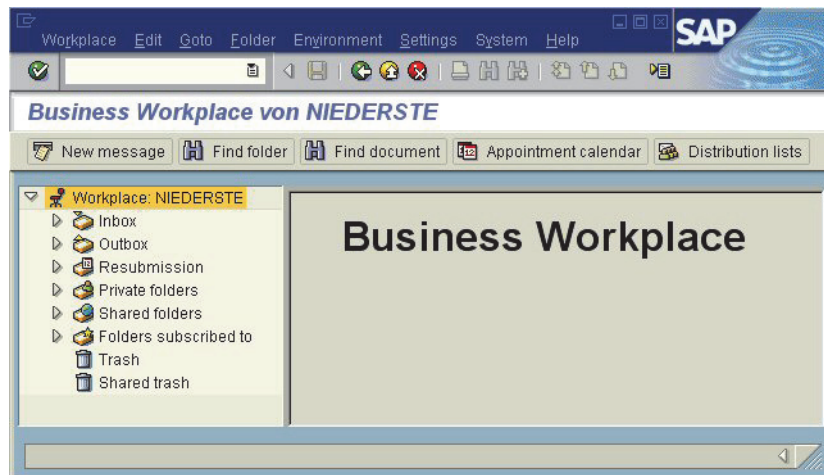 Workplace Edit Goto Folder Environment Settings System Help
SAP
Business Workplace von NIEDERSTE
New message Find folder Find document Appointment calendar Distribution lists
Workplace: NIEDERSTE
Inbox
Outbox
Resubmission
Private folders
Shared folders
Folders subscribed to
Trash
Shared trash
Business Workplace